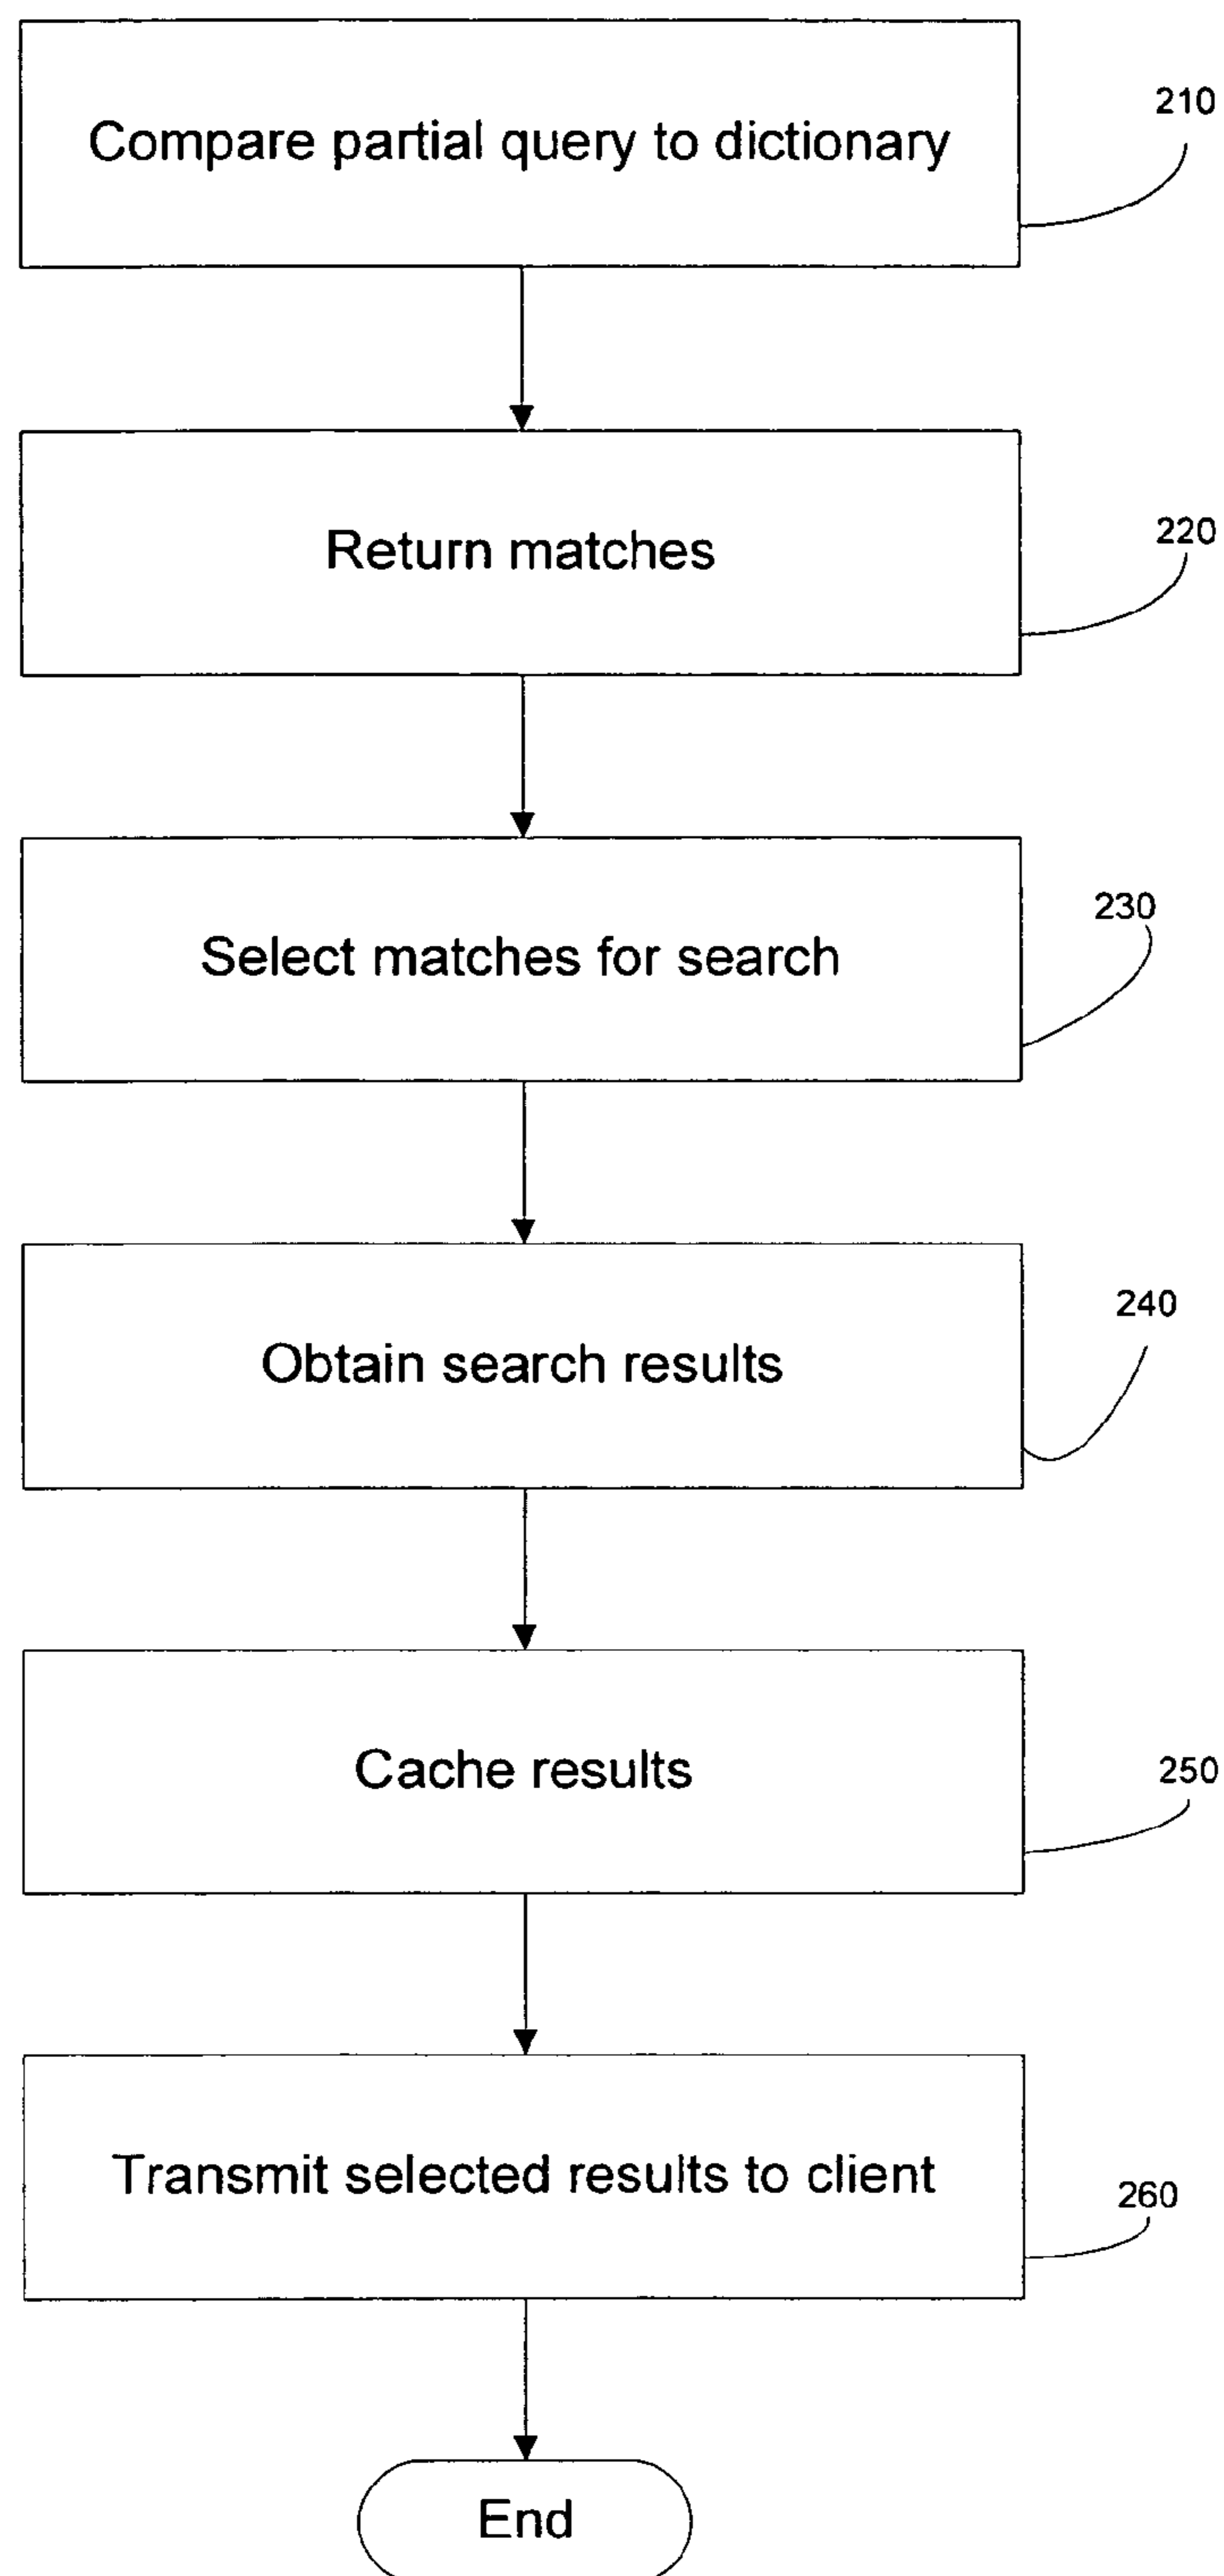 Compare partial query to dictionary
210
Return matches
220
Select matches for search
230
Obtain search results
240
Cache results
250
Transmit selected results to client
260
End